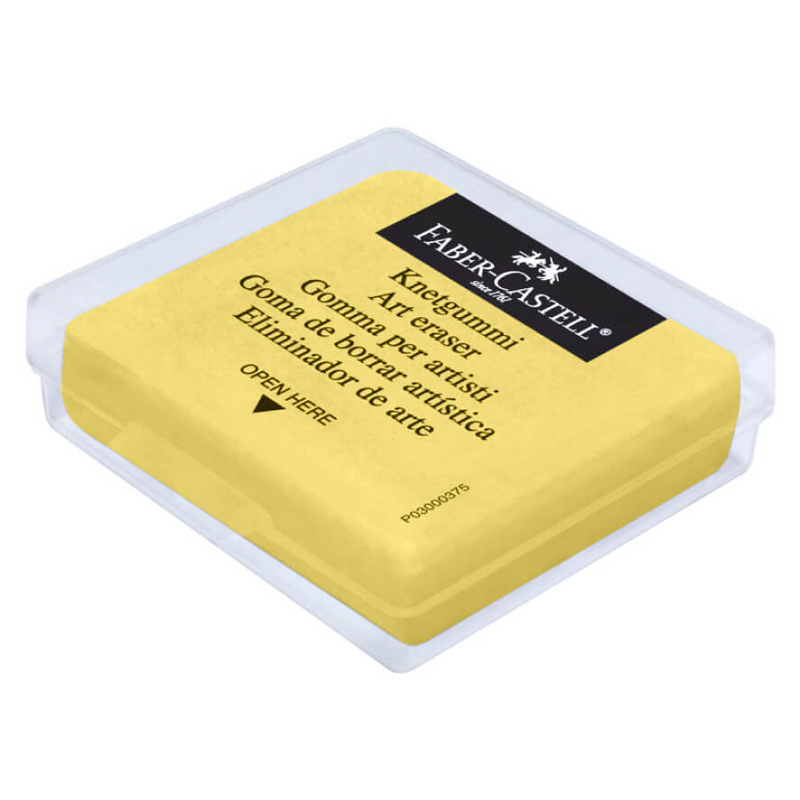 FABER-CASTELL®
since 1761
Knetgummi
Art eraser
Gomma per artisti
Goma de borrar artística
Eliminador de arte
OPEN HERE
P03000375